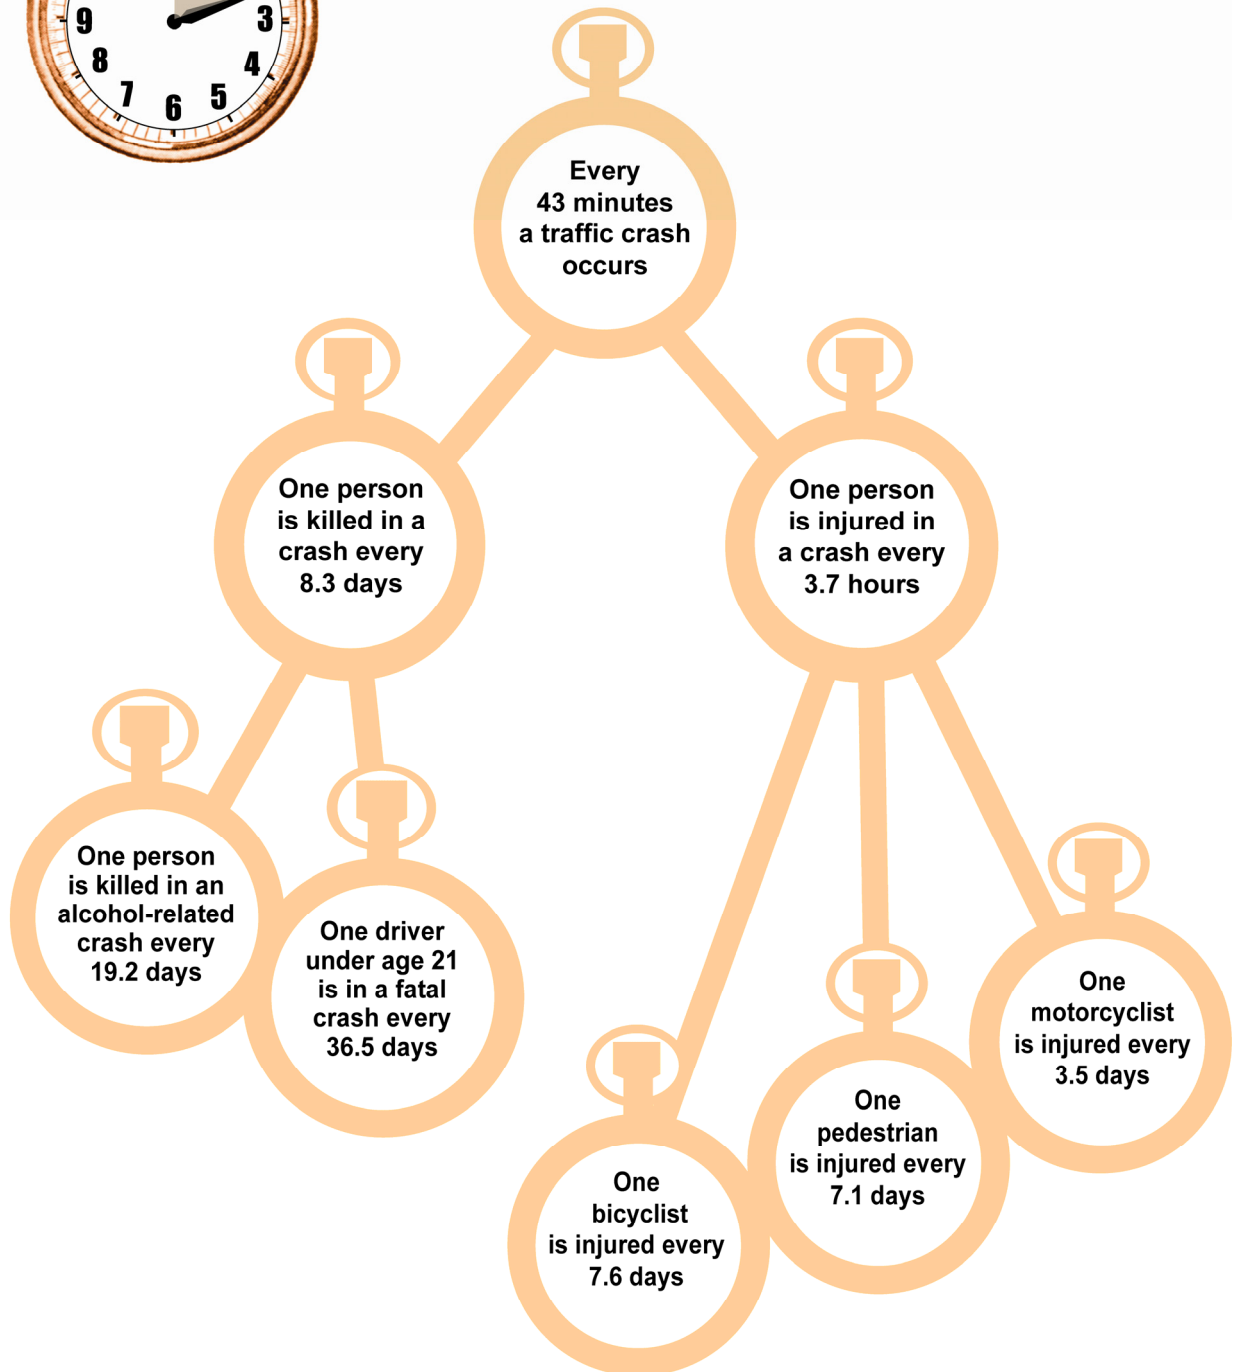 9
3
8
4
7
5
6
Every
43 minutes
a traffic crash
occurs
One person
is killed in a
crash every
8.3 days
One person
is injured in
a crash every
3.7 hours
One person
is killed in an
alcohol-related
crash every
19.2 days
One driver
under age 21
is in a fatal
crash every
36.5 days
One
bicyclist
is injured every
7.6 days
One
pedestrian
is injured every
7.1 days
One
motorcyclist
is injured every
3.5 days